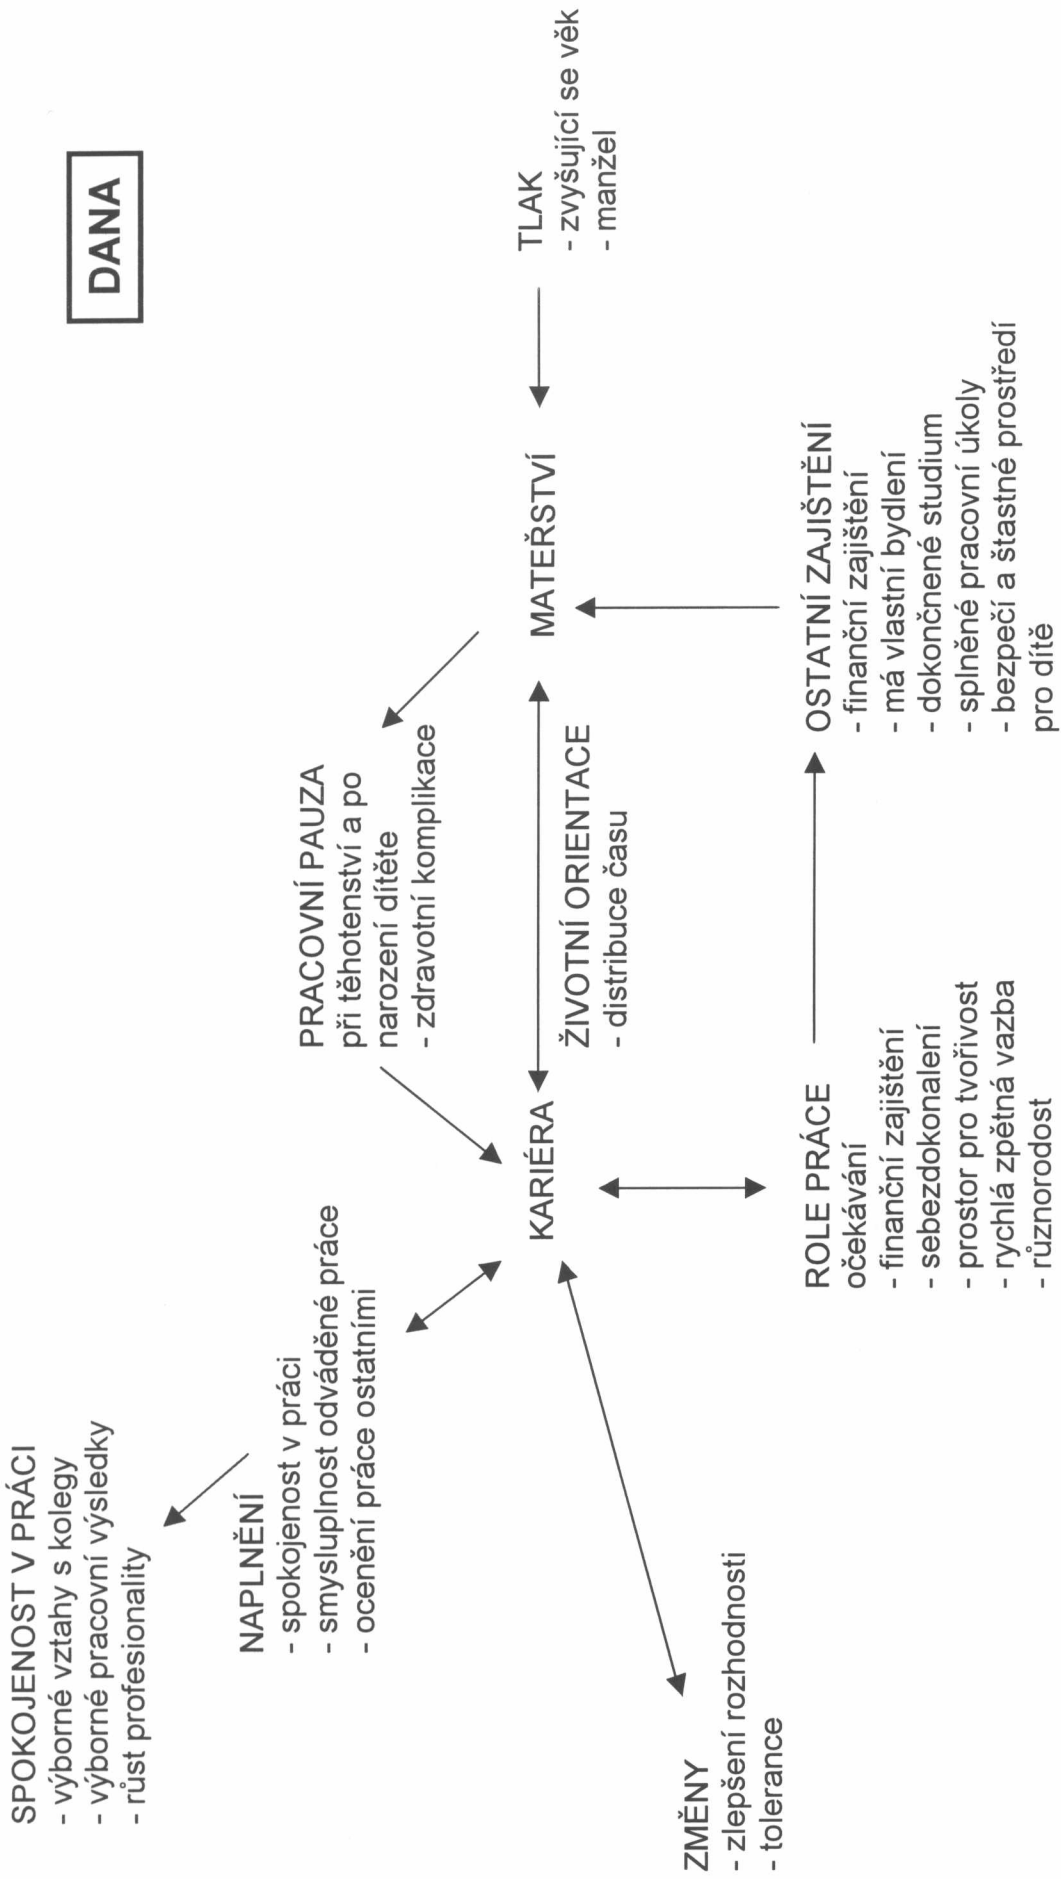 DANA
SPOKOJENOST V PRÁCI
- výborné vztahy s kolegy
- výborné pracovní výsledky
- růst profesionality
NAPLNĚNÍ
- spokojenost v práci
- smysluplnost odváděné práce
- ocenění práce ostatními
PRACOVNÍ PAUZA
při těhotenství a po
narození dítěte
- zdravotní komplikace
KARIÉRA
MATEŘSTVÍ
TLAK
- zvyšující se věk
- manžel
ŽIVOTNÍ ORIENTACE
- distribuce času
ZMĚNY
- zlepšení rozhodnosti
- tolerance
ROLE PRÁCE
očekávání
- finanční zajištění
- sebezdokonalení
- prostor pro tvořivost
- rychlá zpětná vazba
- různorodost
OSTATNÍ ZAJIŠTĚNÍ
- finanční zajištění
- má vlastní bydlení
- dokončnené studium
- splněné pracovní úkoly
- bezpečí a štastné prostředí
pro dítě